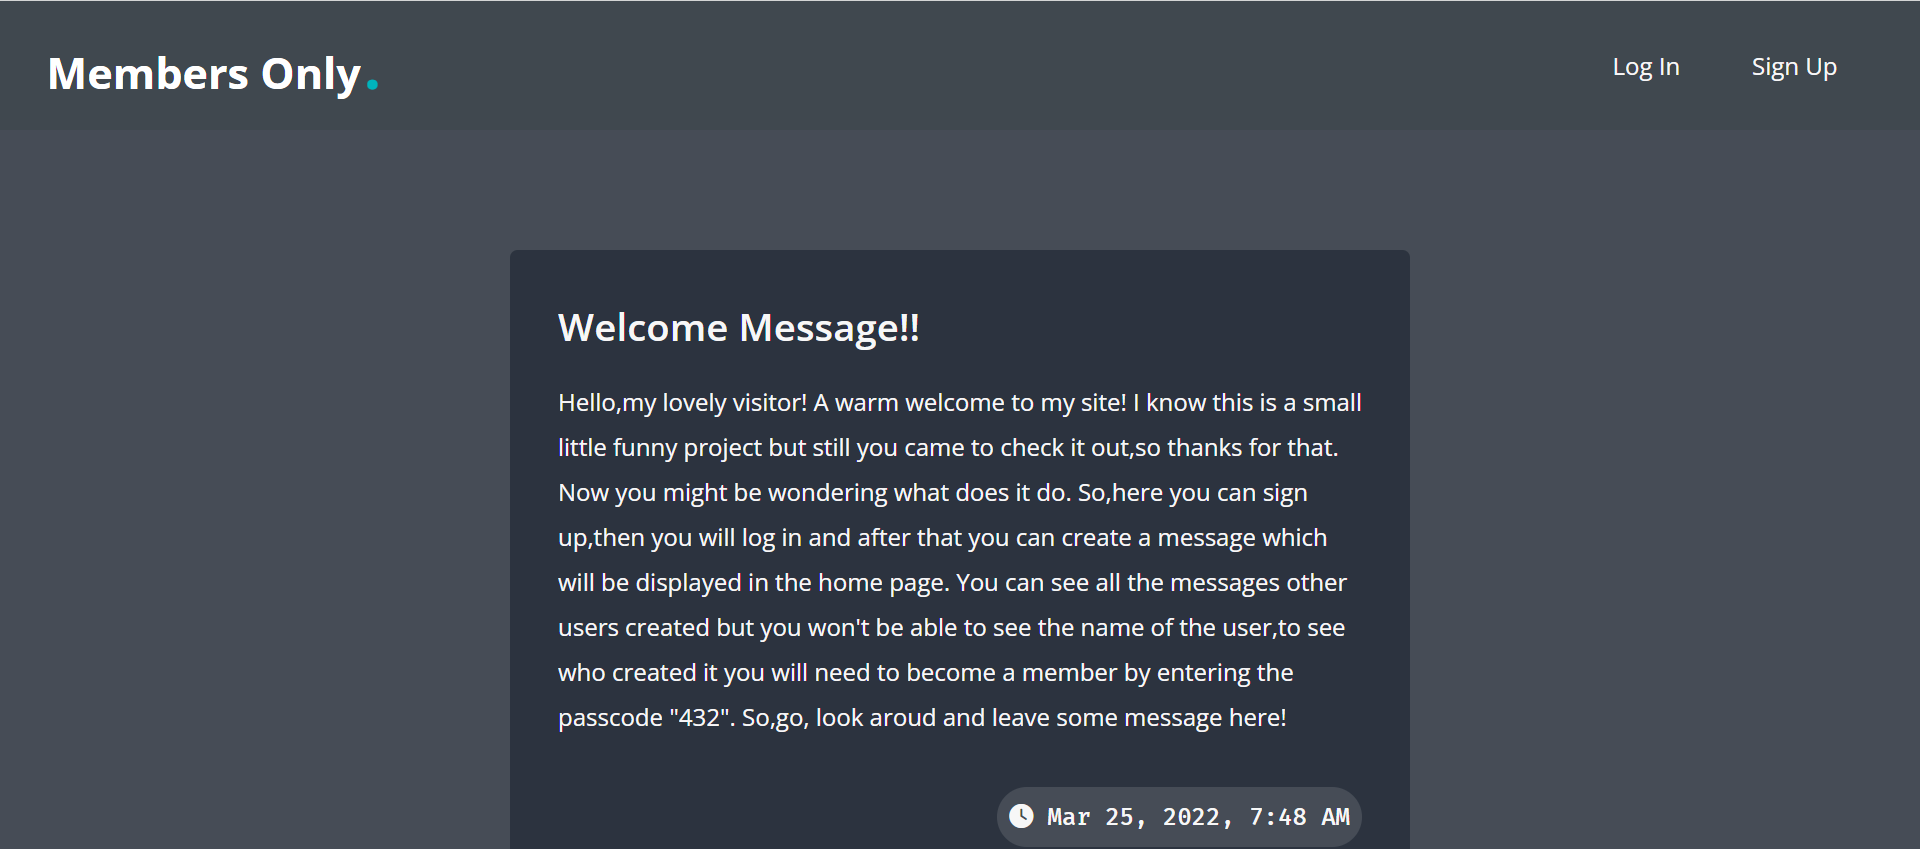 Members Only.
Log In
Sign Up
Welcome Message!!
Hello,my lovely visitor! A warm welcome to my site! I know this is a small
little funny project but still you came to check it out,so thanks for that.
Now you might be wondering what does it do. So,here you can sign
up,then you will log in and after that you can create a message which
will be displayed in the home page. You can see all the messages other
users created but you won't be able to see the name of the user,to see
who created it you will need to become a member by entering the
passcode "432". So,go, look aroud and leave some message here!
Mar 25, 2022, 7:48 AM